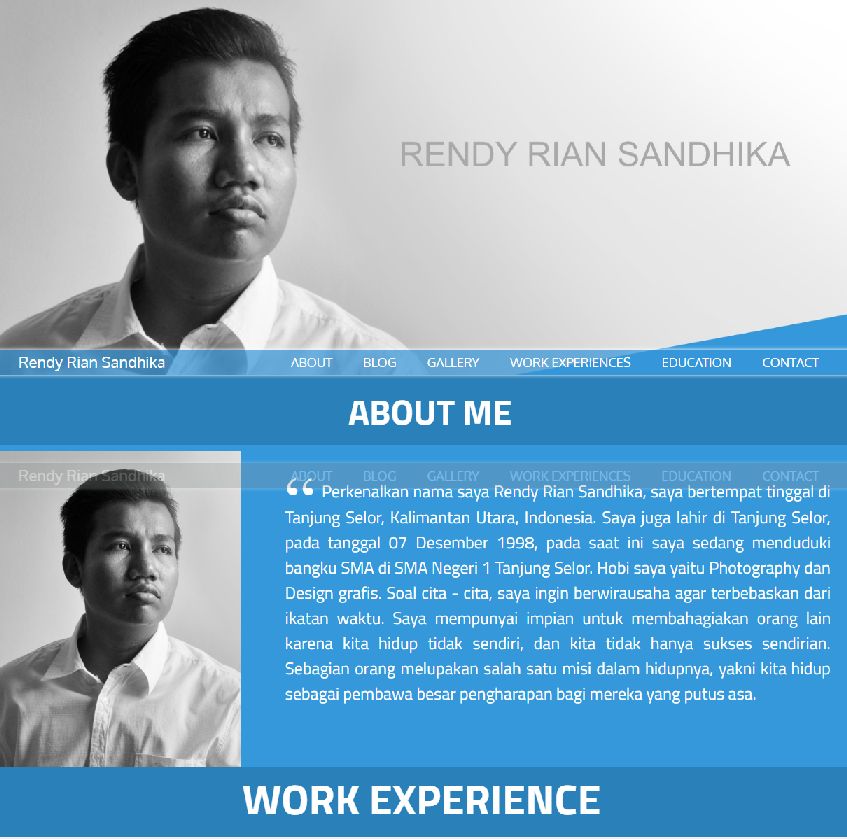 RENDY RIAN SANDHIKA
Rendy Rian Sandhika ABOUT BLOG GALLERY WORK EXPERIENCES EDUCATION CONTACT
ABOUT ME
Rendy Rian Sandhika ABOUT BLOG GALLERY WORK EXPERIENCES EDUCATION CONTACT
“ Perkenalkan nama saya Rendy Rian Sandhika, saya bertempat tinggal di
Tanjung Selor, Kalimantan Utara, Indonesia. Saya juga lahir di Tanjung Selor,
pada tanggal 07 Desember 1998, pada saat ini saya sedang menduduki
bangku SMA di SMA Negeri 1 Tanjung Selor. Hobi saya yaitu Photography dan
Design grafis. Soal cita - cita, saya ingin berwirausaha agar terbebaskan dari
ikatan waktu. Saya mempunyai impian untuk membahagiakan orang lain
karena kita hidup tidak sendiri, dan kita tidak hanya sukses sendirian.
Sebagian orang melupakan salah satu misi dalam hidupnya, yakni kita hidup
sebagai pembawa besar pengharapan bagi mereka yang putus asa.
WORK EXPERIENCE